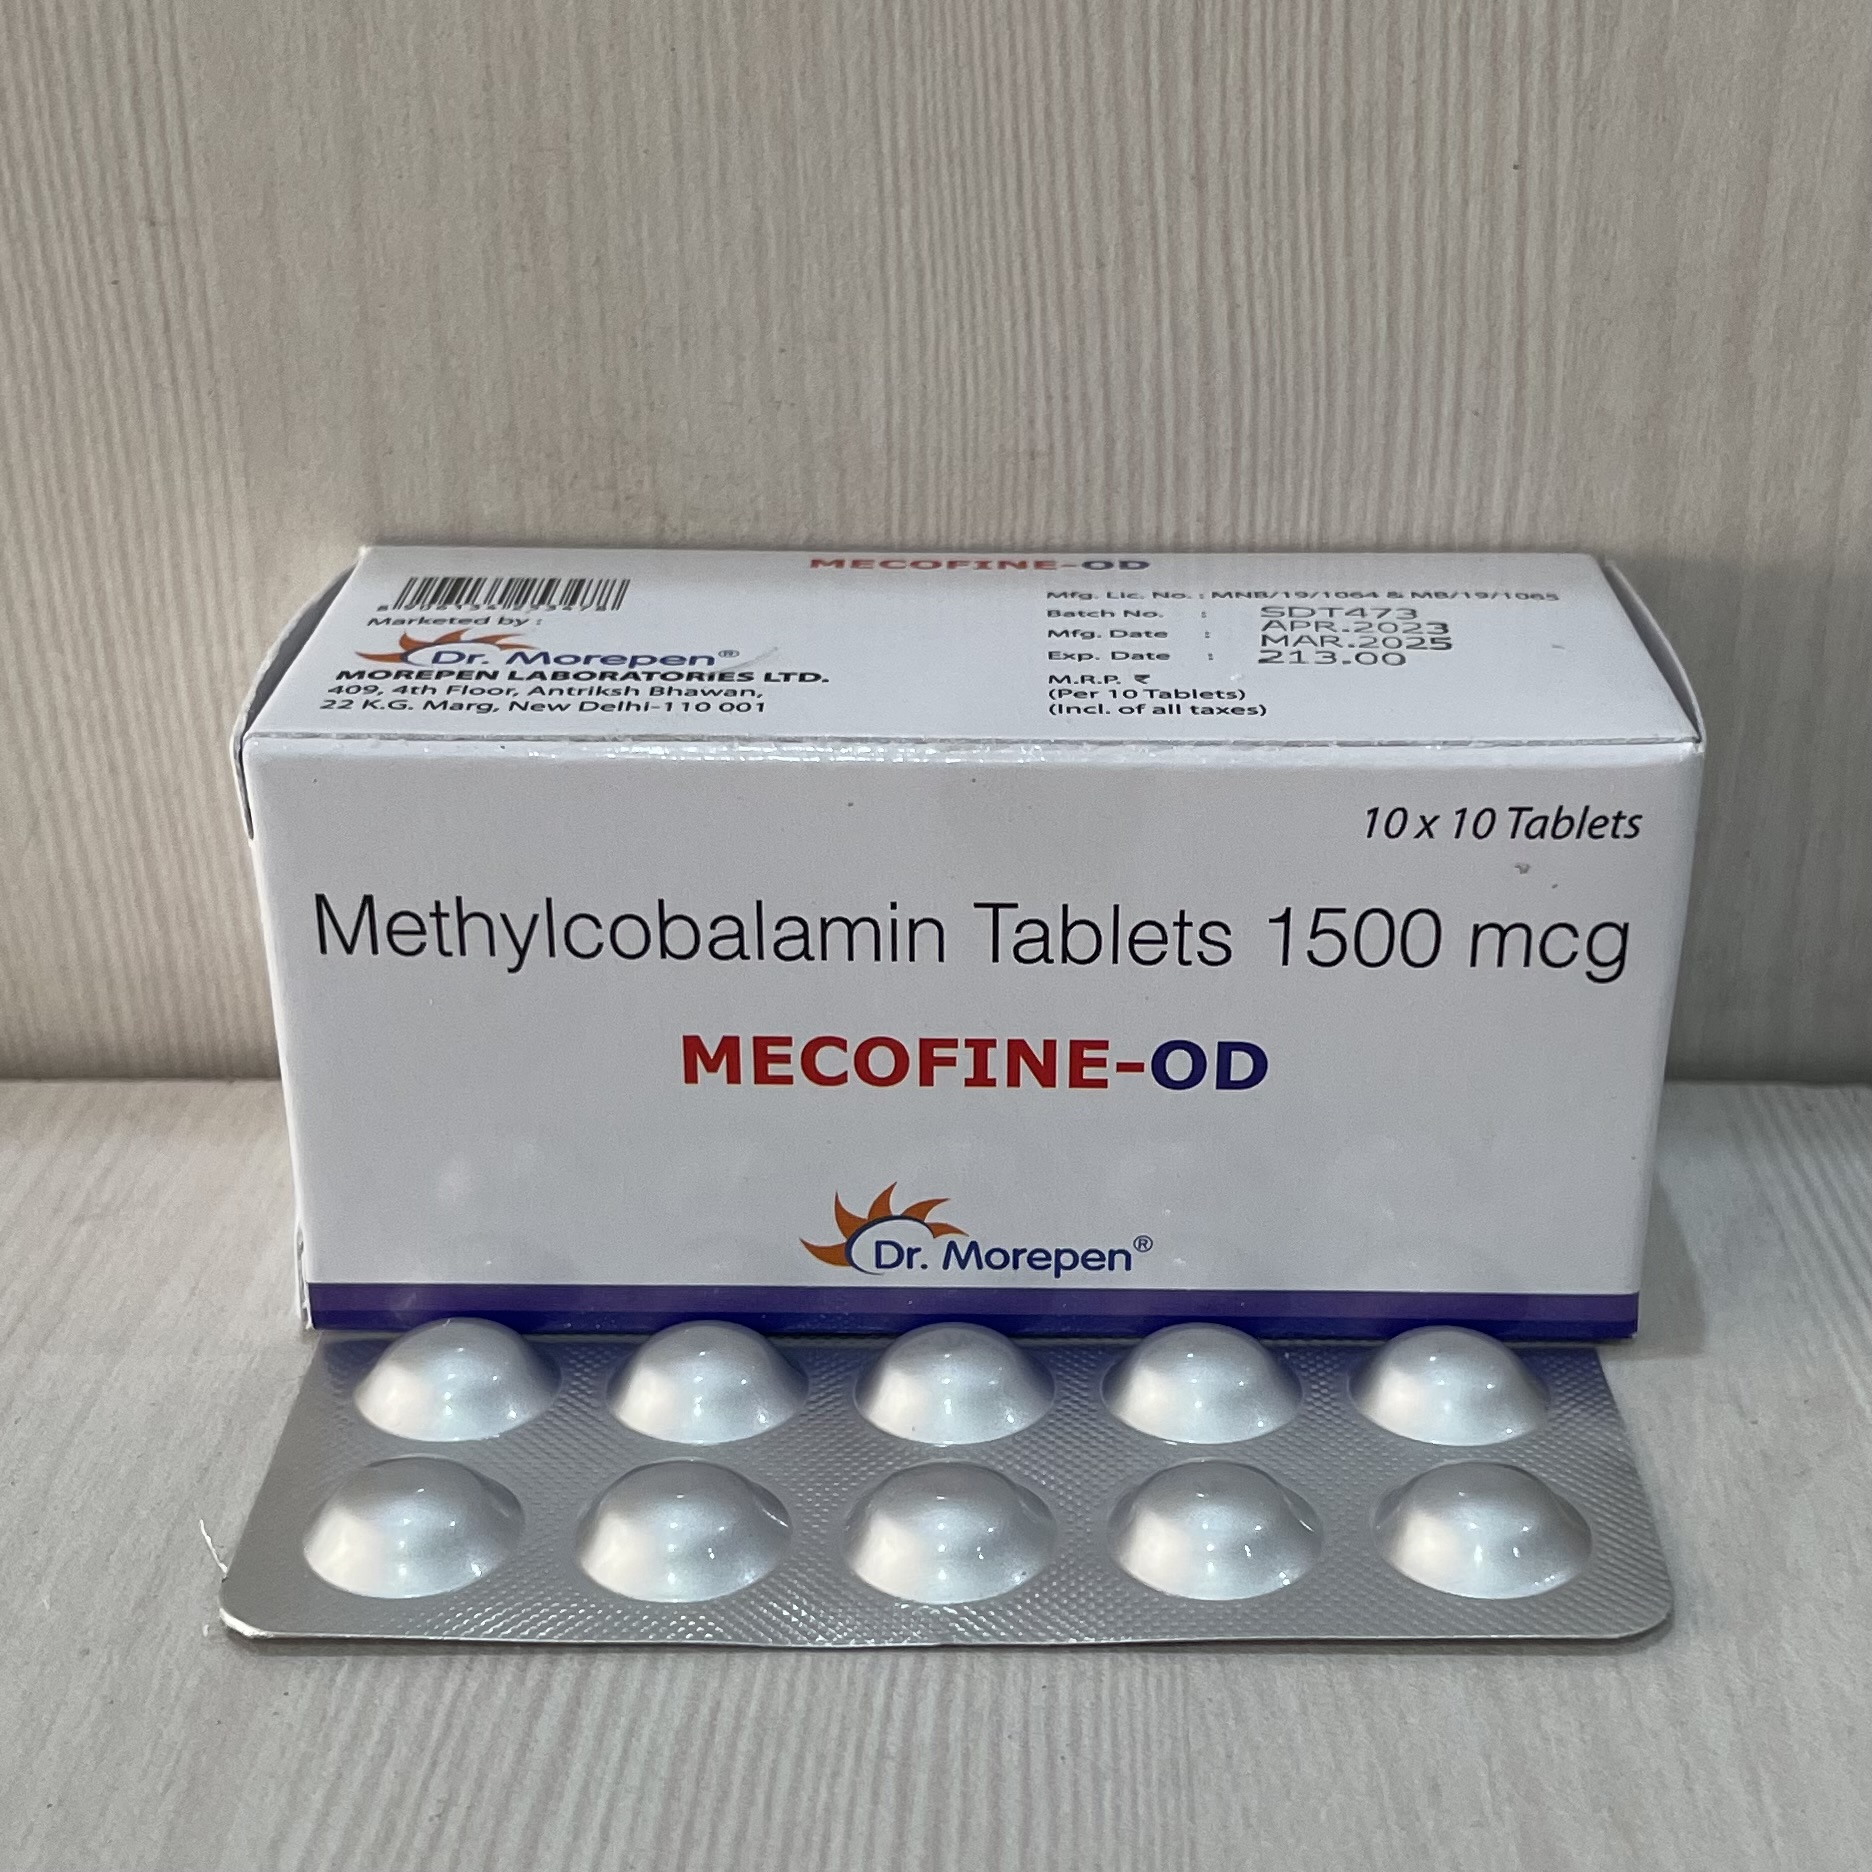 MECOFINE-OD
Marketed by :
Dr. Morepen®
MOREPEN LABORATORIES LTD.
409, 4th Floor, Antriksh Bhawan,
22 K.G. Marg, New Delhi-110 001
Mfg. Lic. No. : MNB/19/1064 & MB/19/1065
Batch No. : SDT473
Mfg. Date : APR.2023
Exp. Date : MAR.2025
M.R.P. ₹ 213.00
(Per 10 Tablets)
(Incl. of all taxes)
10 x 10 Tablets
Methylcobalamin Tablets 1500 mcg
MECOFINE-OD
Dr. Morepen®